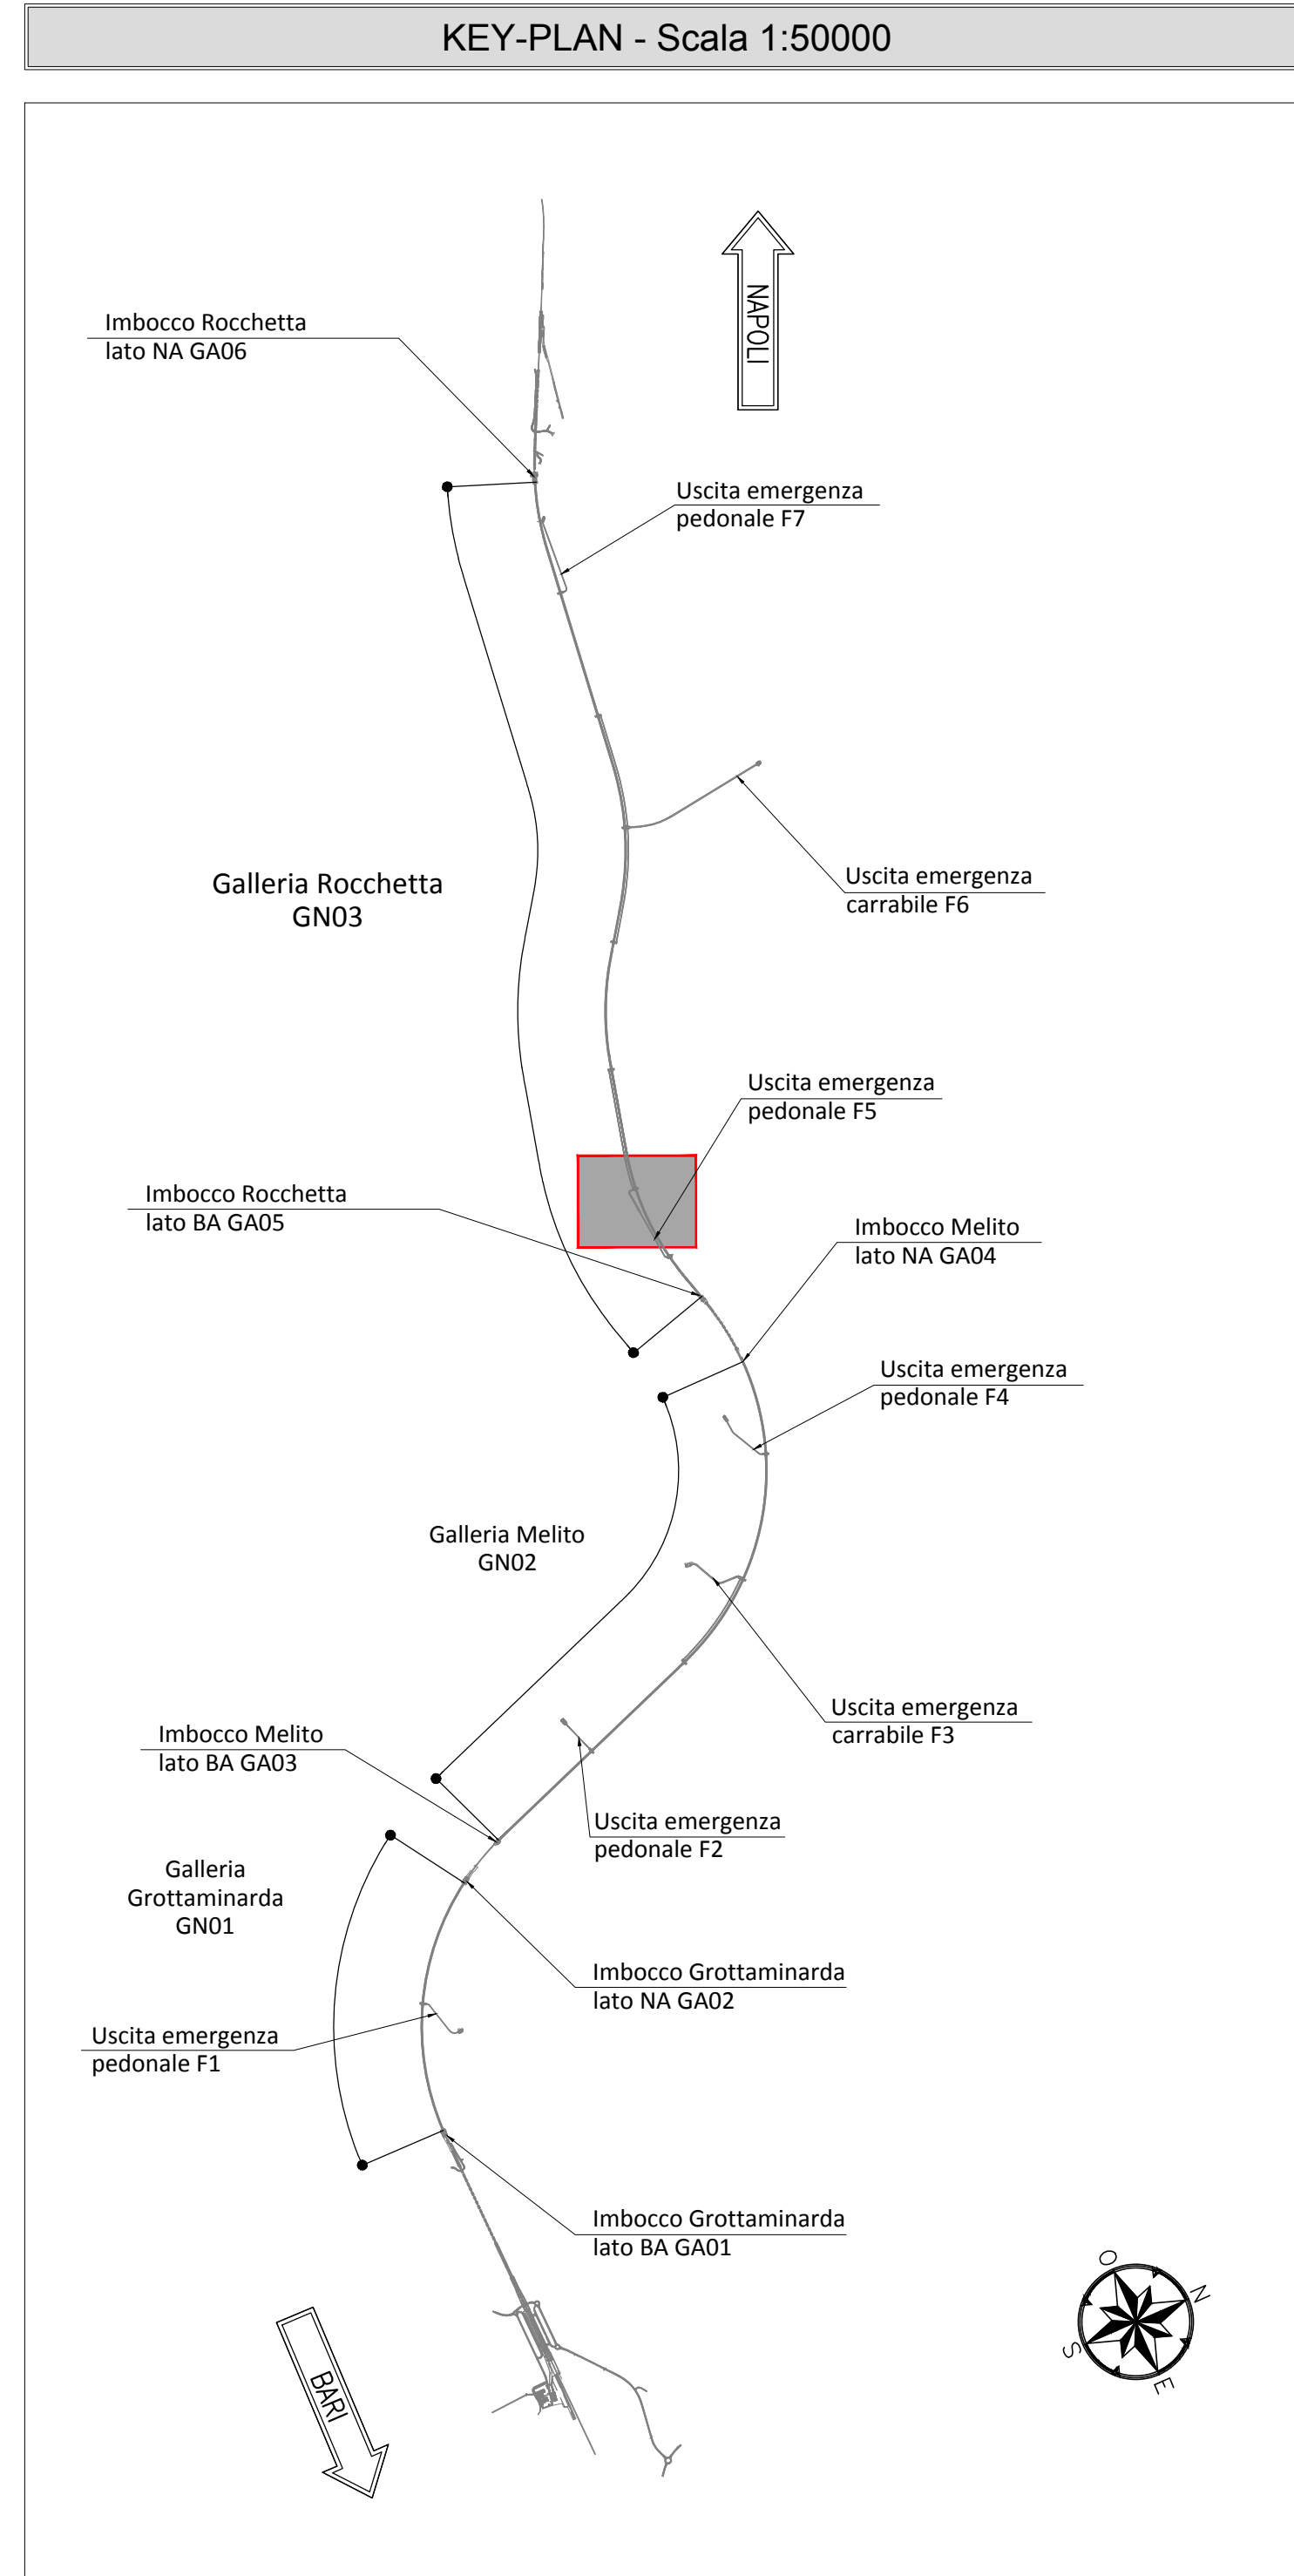 KEY-PLAN - Scala 1:50000
NAPOLI
Imbocco Rocchetta
lato NA GA06
Uscita emergenza
pedonale F7
Galleria Rocchetta
GN03
Uscita emergenza
carrabile F6
Uscita emergenza
pedonale F5
Imbocco Rocchetta
lato BA GA05
Imbocco Melito
lato NA GA04
Uscita emergenza
pedonale F4
Galleria Melito
GN02
Uscita emergenza
carrabile F3
Imbocco Melito
lato BA GA03
Uscita emergenza
pedonale F2
Galleria
Grottaminarda
GN01
Imbocco Grottaminarda
lato NA GA02
Uscita emergenza
pedonale F1
Imbocco Grottaminarda
lato BA GA01
BARI
O
N
S
E